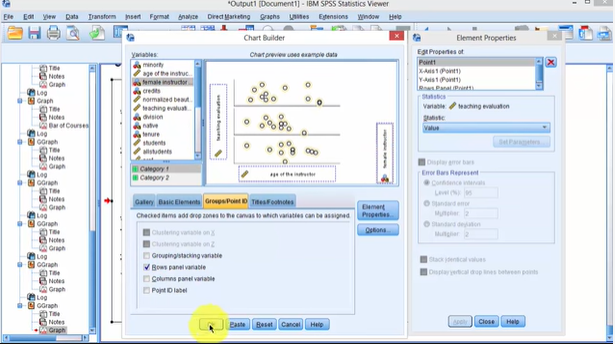 *Output1 [Document1] - IBM SPSS Statistics Viewer
File Edit View Data Transform Insert Format Analyze Direct Marketing Graphs Utilities Extensions Window Help
Title
Notes
Graph
Log
Graph
Title
Notes
Bar of Courses
Log
GGraph
Title
Notes
Graph
Log
GGraph
Title
Notes
Graph
Log
GGraph
Title
Notes
Graph
Log
GGraph
Title
Notes
Graph
Chart Builder
Variables:
minority
age of the instruc...
female instructor...
credits
normalized beaut...
teaching evaluati...
division
native
tenure
students
allstudents
Category 1
Category 2
Chart preview uses example data
teaching evaluation
age of the instructor
female instructor
Gallery Basic Elements Groups/Point ID Titles/Footnotes
Checked items add drop zones to the canvas to which variables can be assigned.
Clustering variable on X
Clustering variable on Z
Grouping/stacking variable
Rows panel variable
Columns panel variable
Point ID label
Element Properties...
Options...
OK Paste Reset Cancel Help
Element Properties
Edit Properties of:
Point1
X-Axis1 (Point1)
Y-Axis1 (Point1)
Rows Panel (Point1)
Statistics
Variable: teaching evaluation
Statistic:
Value
Set Parameters...
Display error bars
Error Bars Represent
Confidence intervals
Level (%): 95
Standard error
Multiplier: 2
Standard deviation
Multiplier: 2
Stack identical values
Display vertical drop lines between points
Apply Close Help